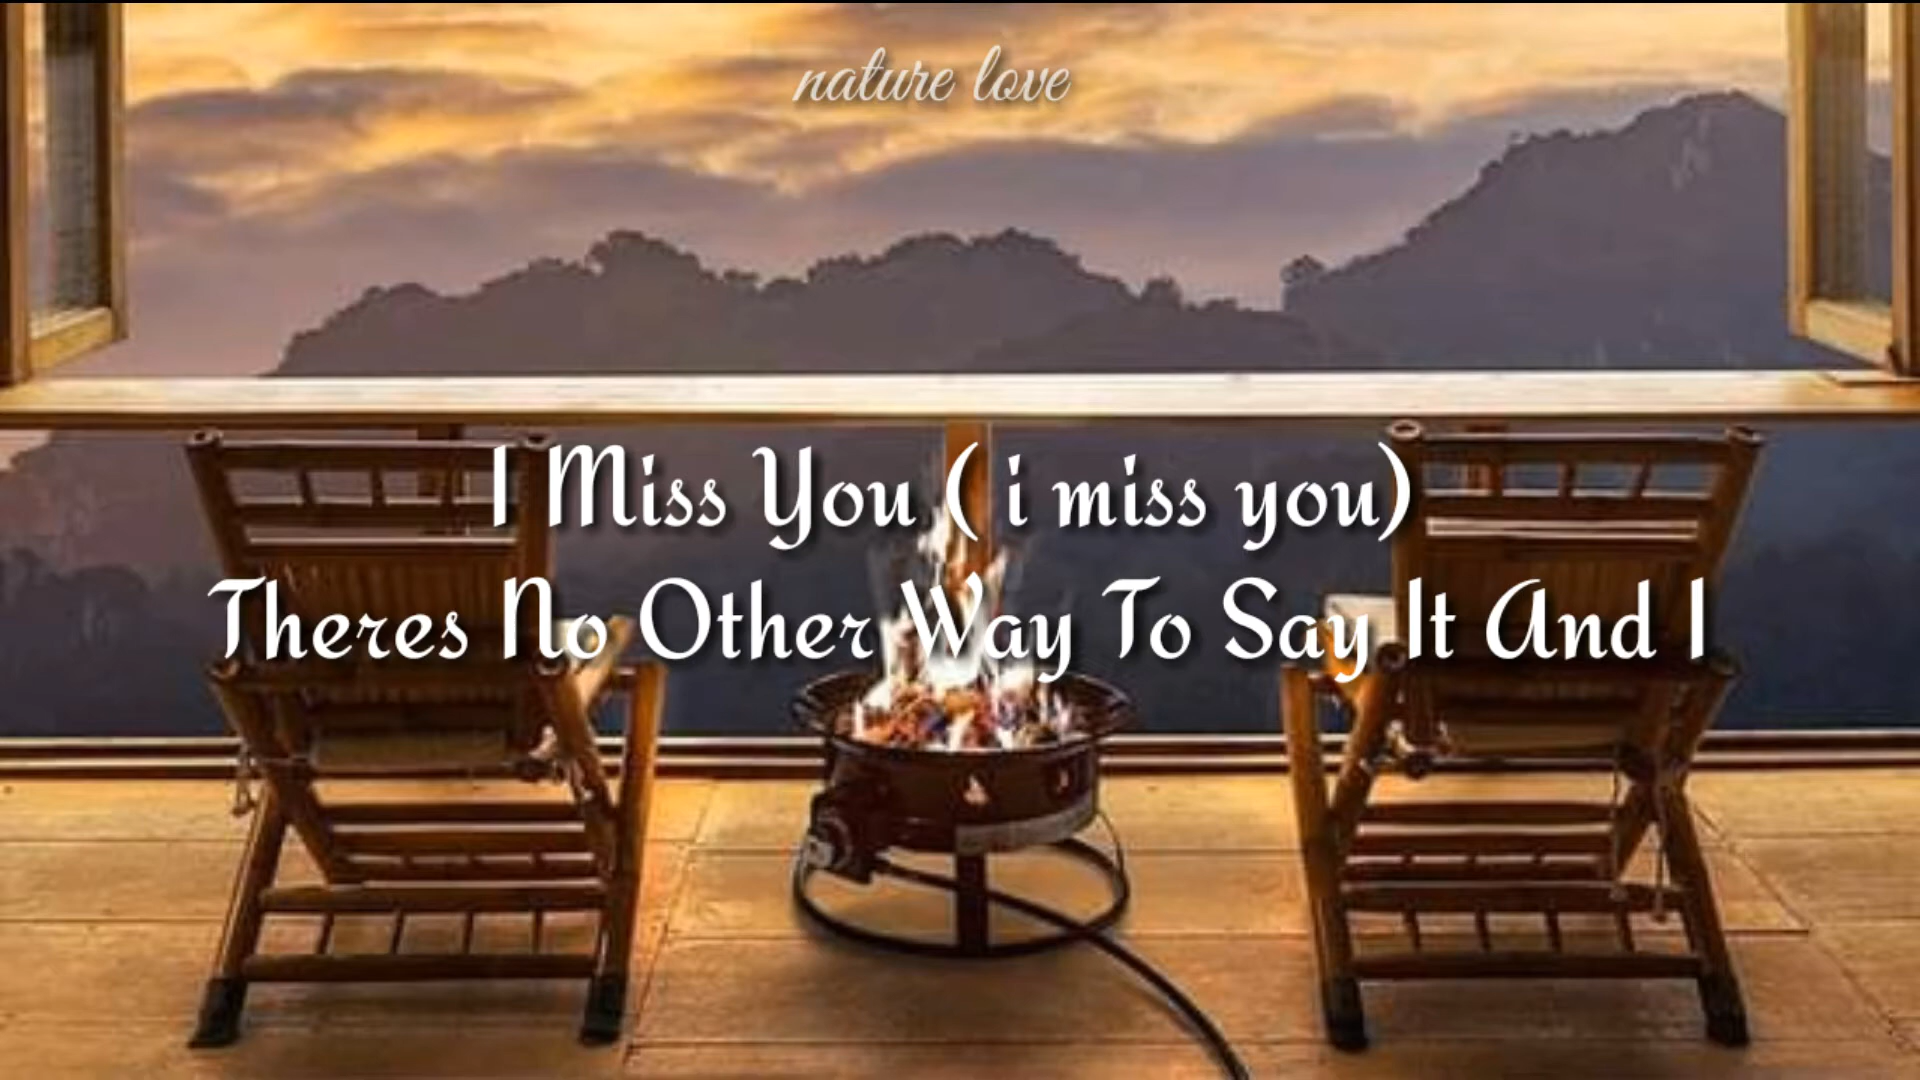 nature love
I Miss You ( i miss you)
Theres No Other Way To Say It And I